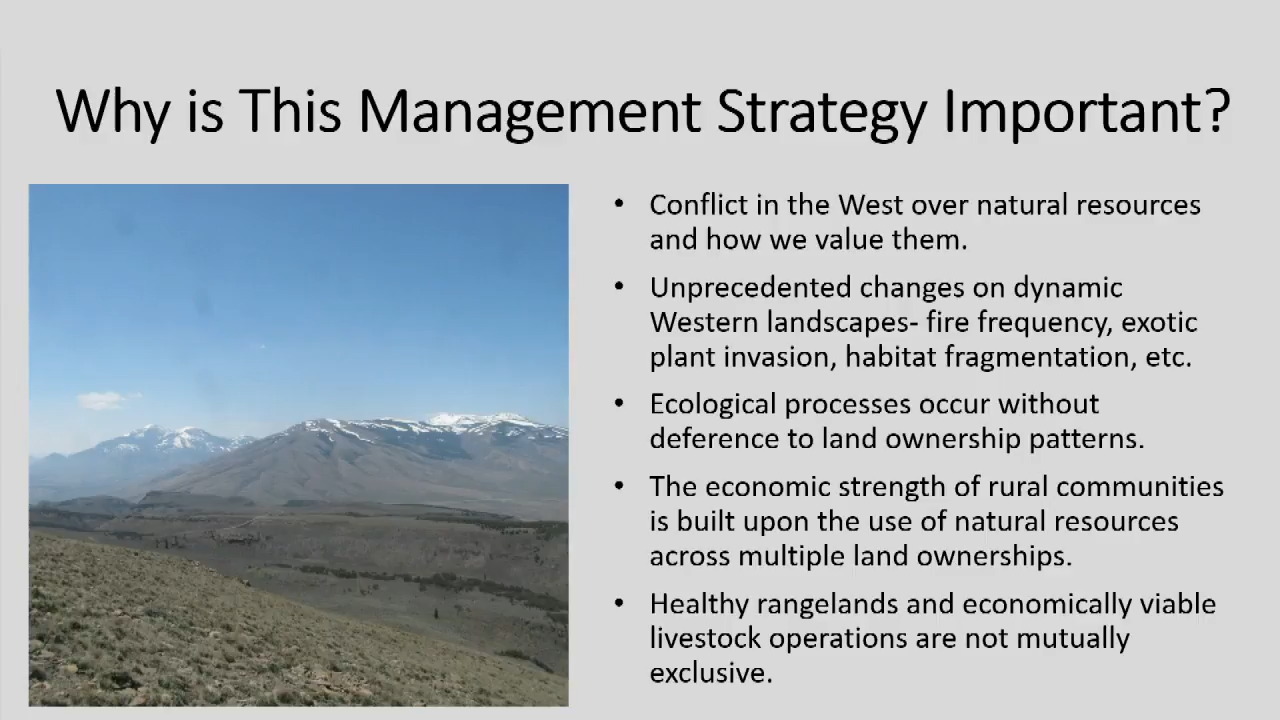 Why is This Management Strategy Important?
• Conflict in the West over natural resources
and how we value them.
• Unprecedented changes on dynamic
Western landscapes- fire frequency, exotic
plant invasion, habitat fragmentation, etc.
• Ecological processes occur without
deference to land ownership patterns.
• The economic strength of rural communities
is built upon the use of natural resources
across multiple land ownerships.
• Healthy rangelands and economically viable
livestock operations are not mutually
exclusive.